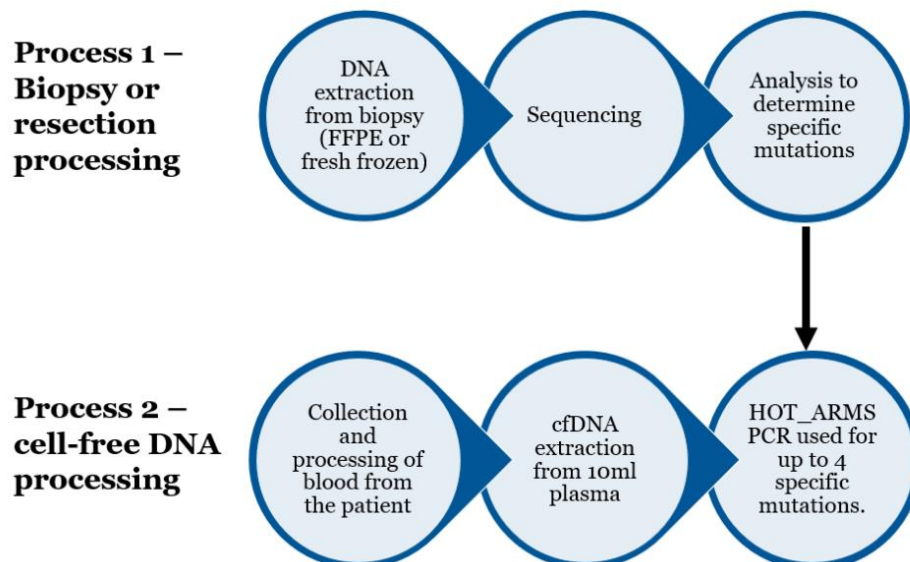 Process 1 –
Biopsy or
resection
processing
DNA
extraction
from biopsy
(FFPE or
fresh frozen)
Sequencing
Analysis to
determine
specific
mutations
Process 2 –
cell-free DNA
processing
Collection
and
processing of
blood from
the patient
cfDNA
extraction
from 10ml
plasma
HOT_ARMS
PCR used for
up to 4
specific
mutations.